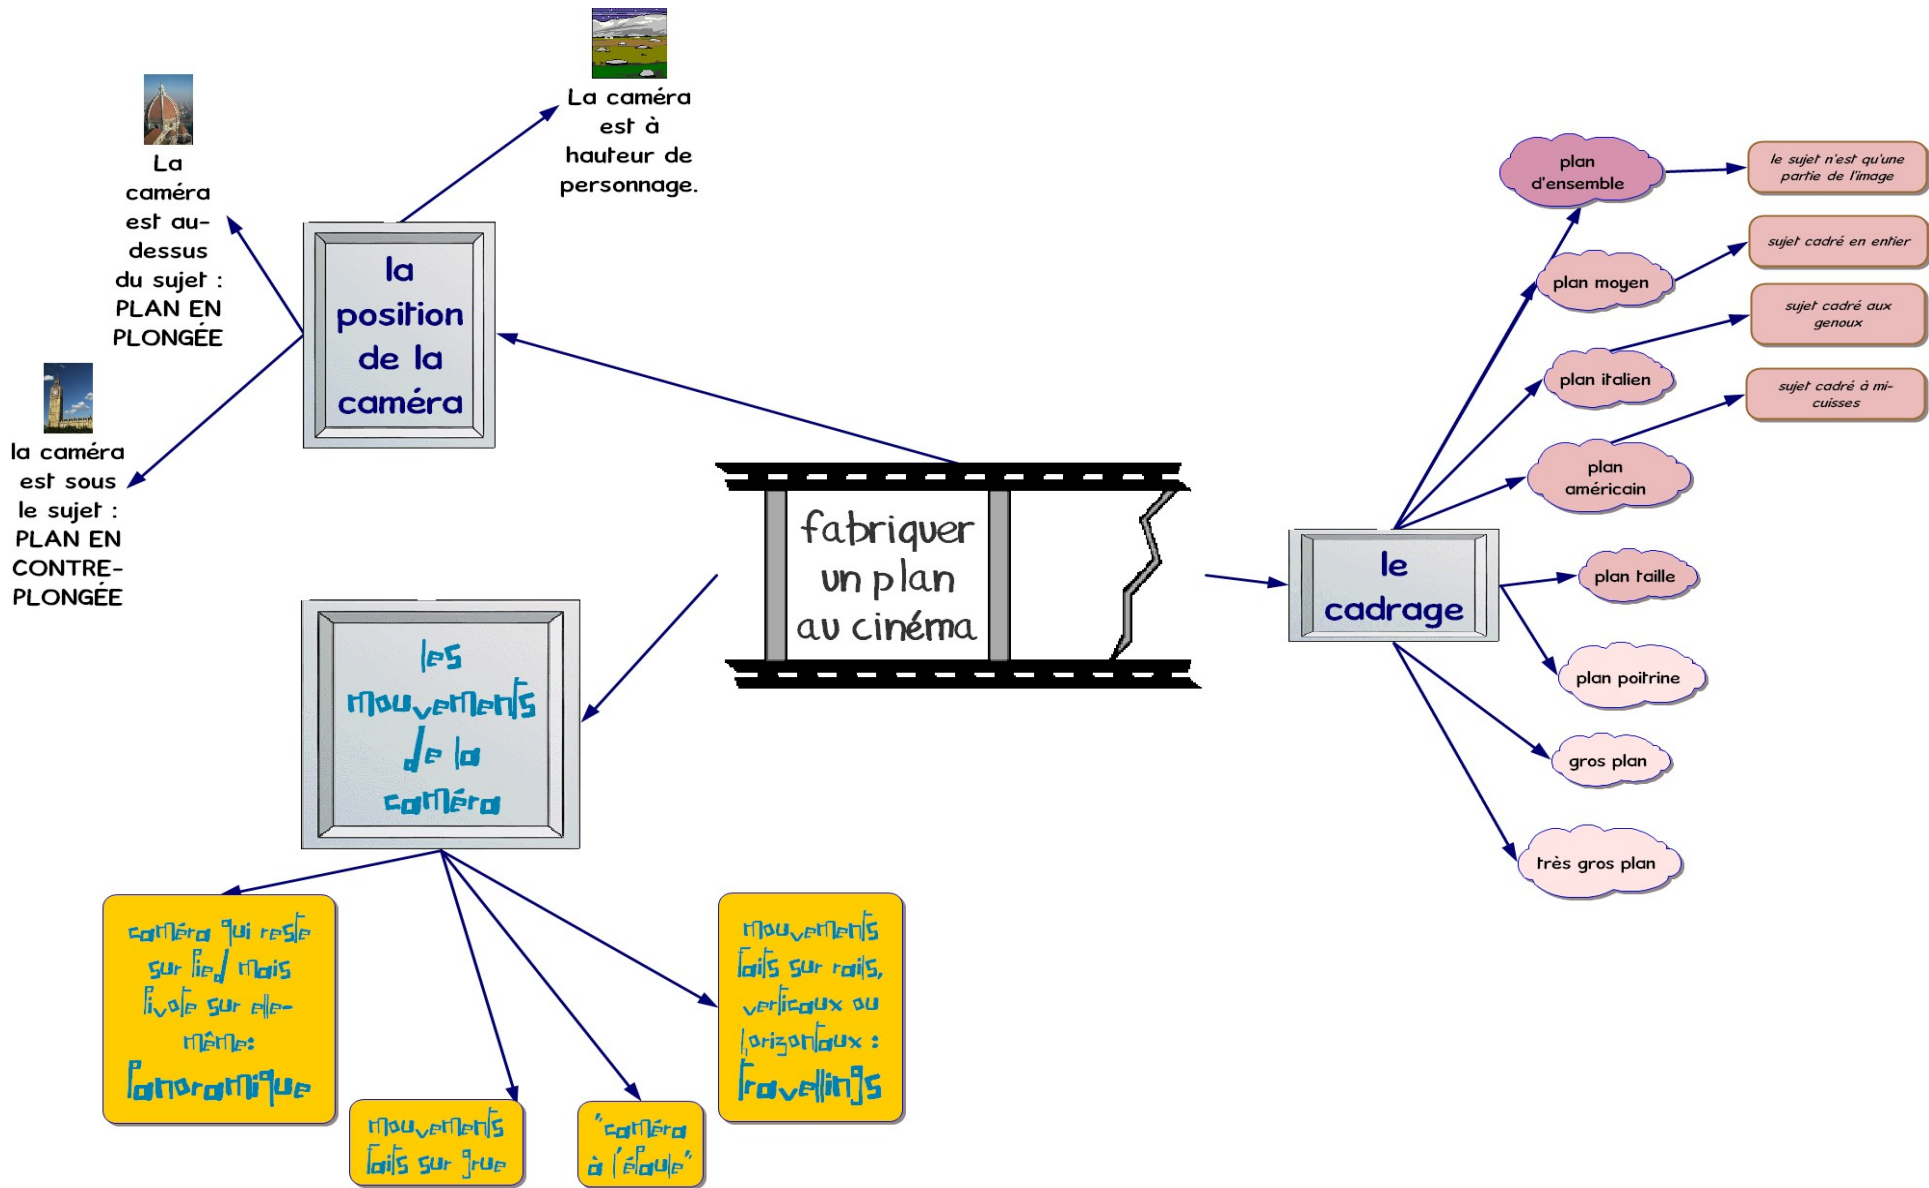 La caméra
est à
hauteur de
personnage.
La
caméra
est au-
dessus
du sujet :
PLAN EN
PLONGÉE
la
position
de la
caméra
la caméra
est sous
le sujet :
PLAN EN
CONTRE-
PLONGÉE
fabriquer
un plan
au cinéma
les
mouvements
de la
caméra
caméra qui reste
sur pied mais
pivote sur elle-
même:
Panoramique
mouvements
faits sur grue
"caméra
à l'épaule"
mouvements
faits sur rails,
verticaux ou
horizontaux :
travellings
le
cadrage
plan
d'ensemble
le sujet n'est qu'une
partie de l'image
plan moyen
sujet cadré en entier
plan italien
sujet cadré aux
genoux
plan
américain
sujet cadré à mi-
cuisses
plan taille
plan poitrine
gros plan
très gros plan